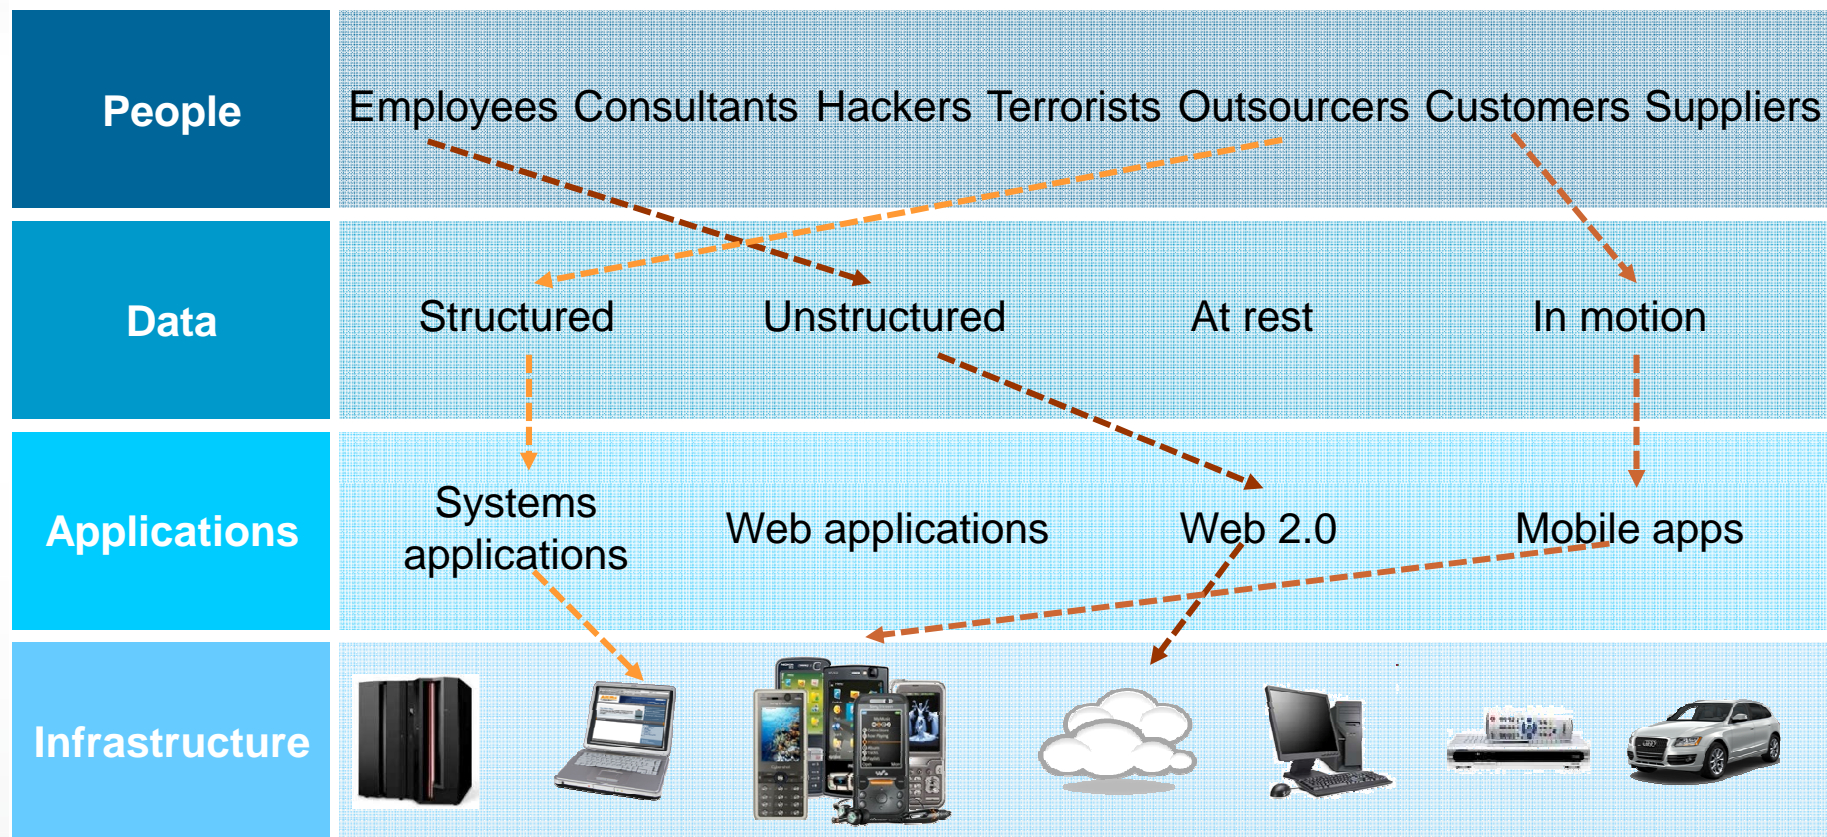 People
Employees Consultants Hackers Terrorists Outsourcers Customers Suppliers
Data
Structured Unstructured At rest In motion
Applications
Systems
applications
Web applications Web 2.0 Mobile apps
Infrastructure